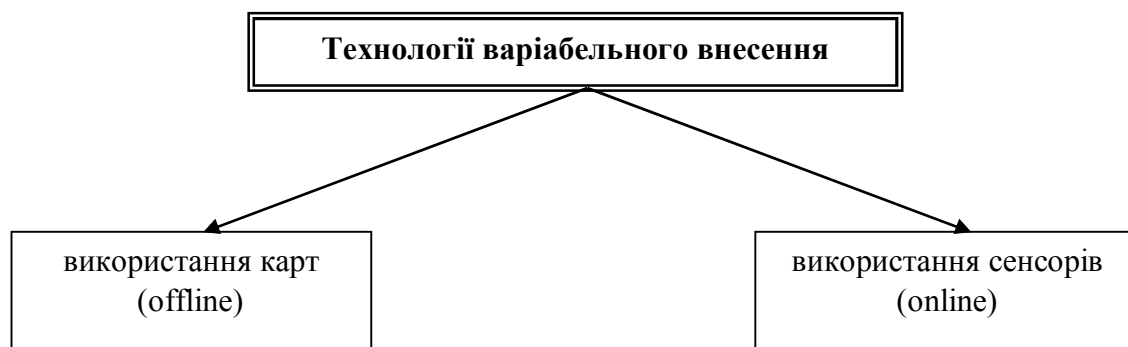 Технології варіабельного внесення
використання карт
(offline)
використання сенсорів
(online)